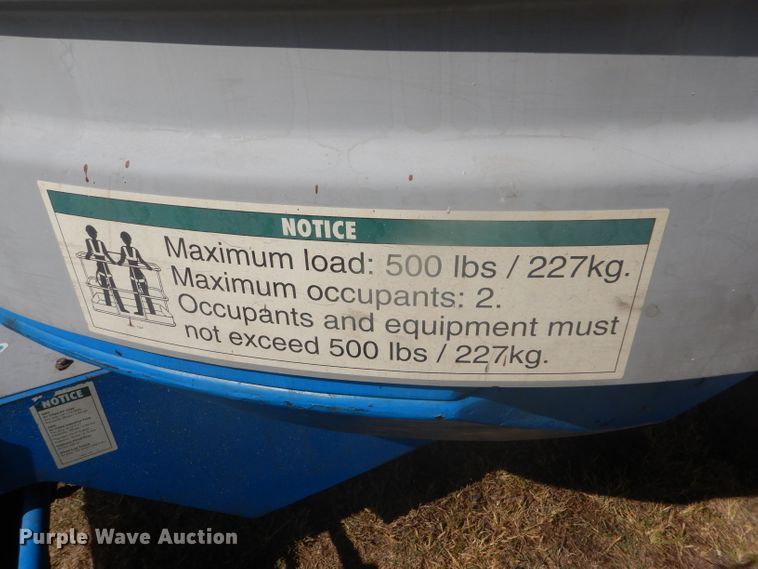 NOTICE
Maximum load: 500 lbs / 227kg.
Maximum occupants: 2.
Occupants and equipment must
not exceed 500 lbs / 227kg.
NOTICE
Purple Wave Auction